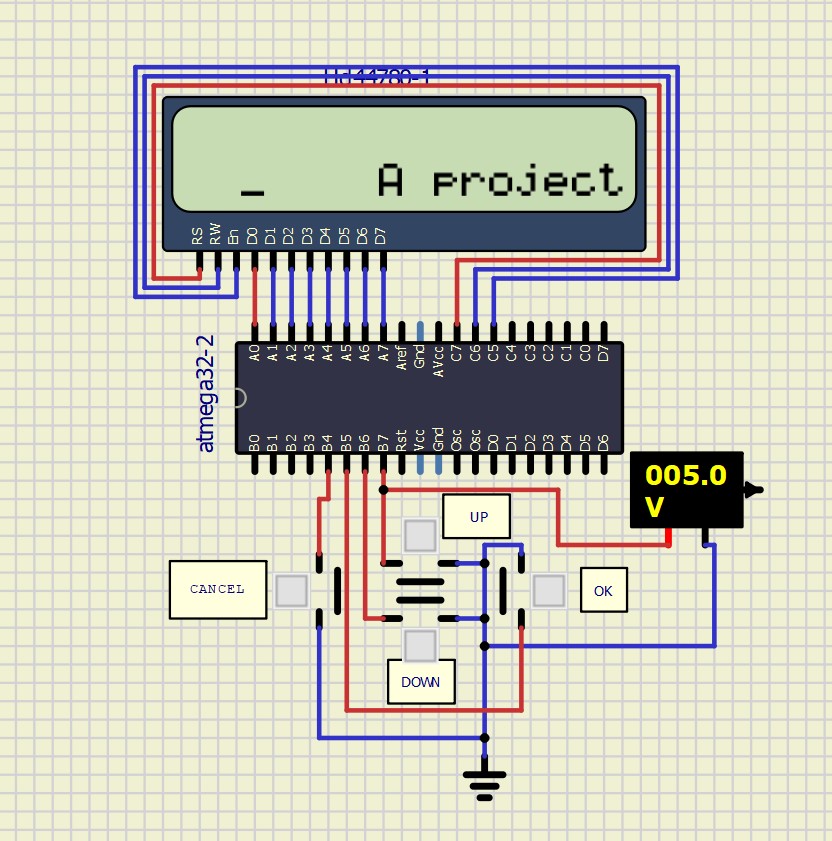 Hd44780-1
_ A project
RS RW En D0 D1 D2 D3 D4 D5 D6 D7
atmega32-2
A0 A1 A2 A3 A4 A5 A6 A7 Aref Gnd AVcc C7 C6 C5 C4 C3 C2 C1 C0 D7
B0 B1 B2 B3 B4 B5 B6 B7 Rst Vcc Gnd Osc Osc D0 D1 D2 D3 D4 D5 D6
005.0
V
UP
CANCEL
OK
DOWN